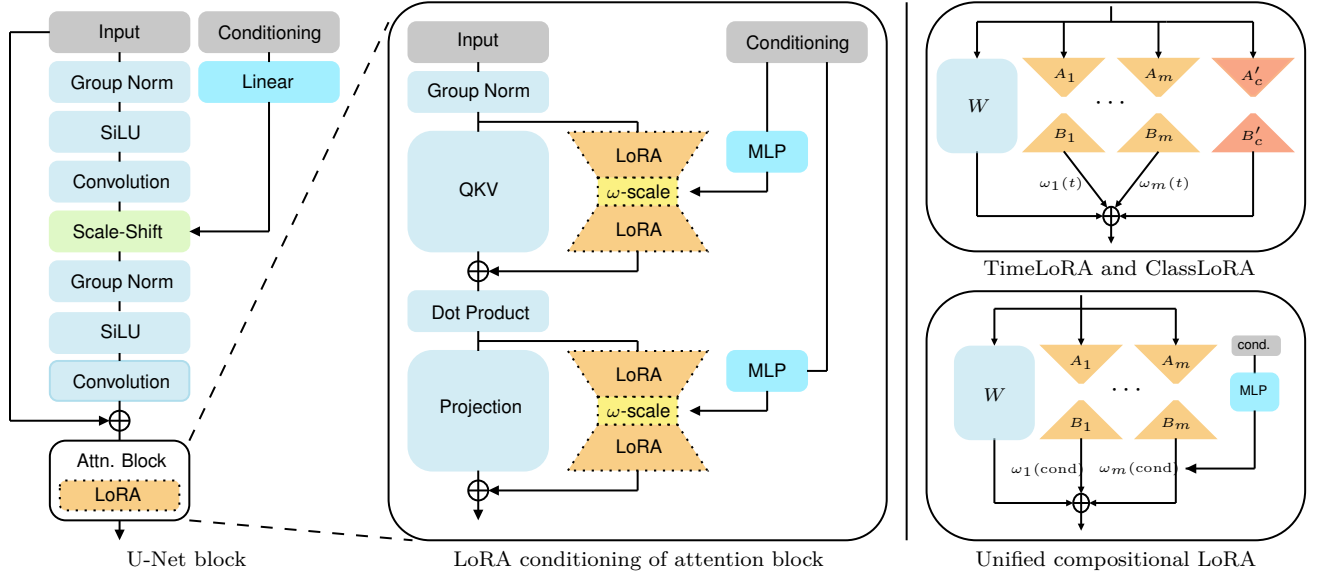 Input
Conditioning
Group Norm
Linear
SiLU
Convolution
Scale-Shift
Group Norm
SiLU
Convolution
Attn. Block
LoRA
U-Net block
Input
Conditioning
Group Norm
QKV
LoRA
ω-scale
LoRA
MLP
Dot Product
Projection
LoRA
ω-scale
LoRA
MLP
LoRA conditioning of attention block
W
A₁
· · ·
Aₘ
A′c
B₁
Bₘ
B′c
ω₁(t)
ωₘ(t)
TimeLoRA and ClassLoRA
W
A₁
· · ·
Aₘ
B₁
Bₘ
cond.
MLP
ω₁(cond)
ωₘ(cond)
Unified compositional LoRA